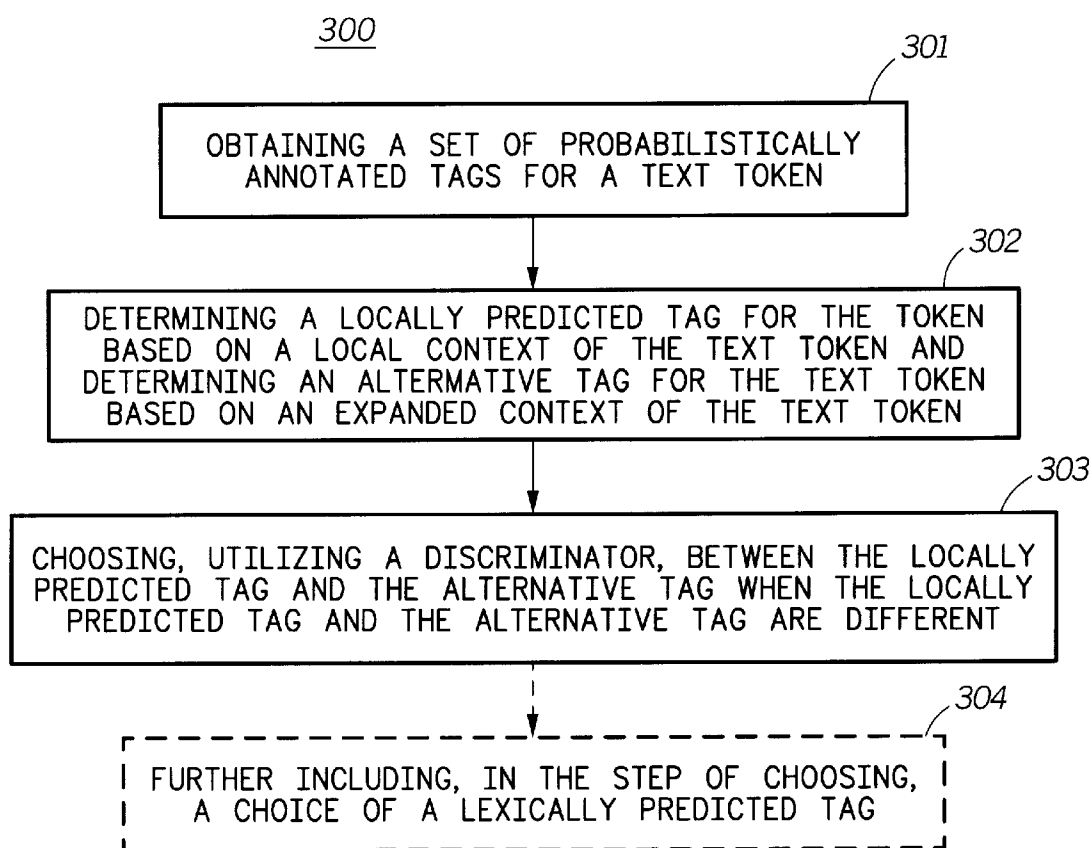 300
301
OBTAINING A SET OF PROBABILISTICALLY
ANNOTATED TAGS FOR A TEXT TOKEN
302
DETERMINING A LOCALLY PREDICTED TAG FOR THE TOKEN
BASED ON A LOCAL CONTEXT OF THE TEXT TOKEN AND
DETERMINING AN ALTERMATIVE TAG FOR THE TEXT TOKEN
BASED ON AN EXPANDED CONTEXT OF THE TEXT TOKEN
303
CHOOSING, UTILIZING A DISCRIMINATOR, BETWEEN THE LOCALLY
PREDICTED TAG AND THE ALTERNATIVE TAG WHEN THE LOCALLY
PREDICTED TAG AND THE ALTERNATIVE TAG ARE DIFFERENT
304
FURTHER INCLUDING, IN THE STEP OF CHOOSING,
A CHOICE OF A LEXICALLY PREDICTED TAG